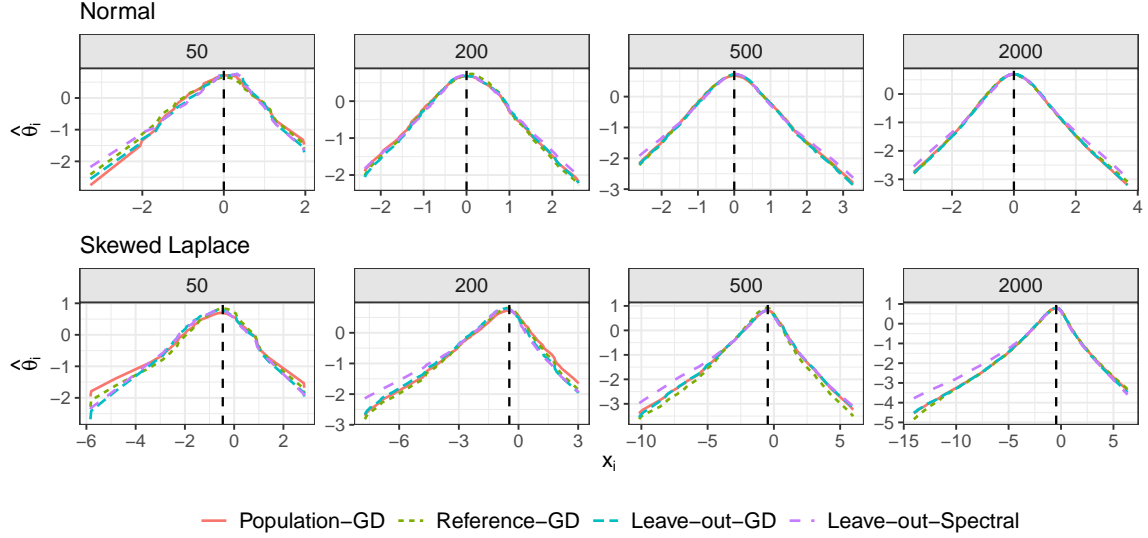 Normal
50 200 500 2000
0 −1 −2
0 −1 −2
0 −1 −2 −3
0 −1 −2 −3
−2 0 2
−2 −1 0 1 2
−2 −1 0 1 2 3
−2 0 2 4
Skewed Laplace
50 200 500 2000
1 0 −1 −2
1 0 −1 −2 −3
1 0 −1 −2 −3
1 0 −1 −2 −3 −4 −5
−6 −4 −2 0 2
−6 −3 0 3
−10 −5 0 5
−15 −10 −5 0 5
θ̂ᵢ
θ̂ᵢ
xᵢ
Population−GD Reference−GD Leave−out−GD Leave−out−Spectral